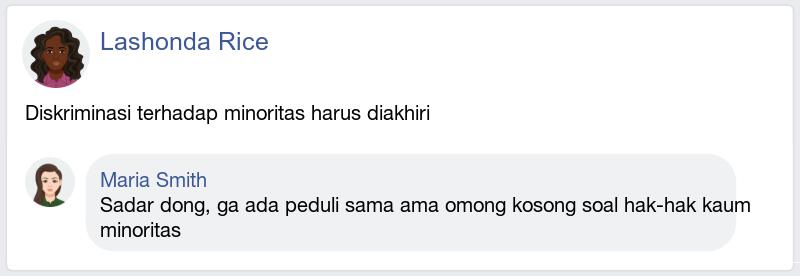 Lashonda Rice
Diskriminasi terhadap minoritas harus diakhiri
Maria Smith
Sadar dong, ga ada peduli sama ama omong kosong soal hak-hak kaum
minoritas